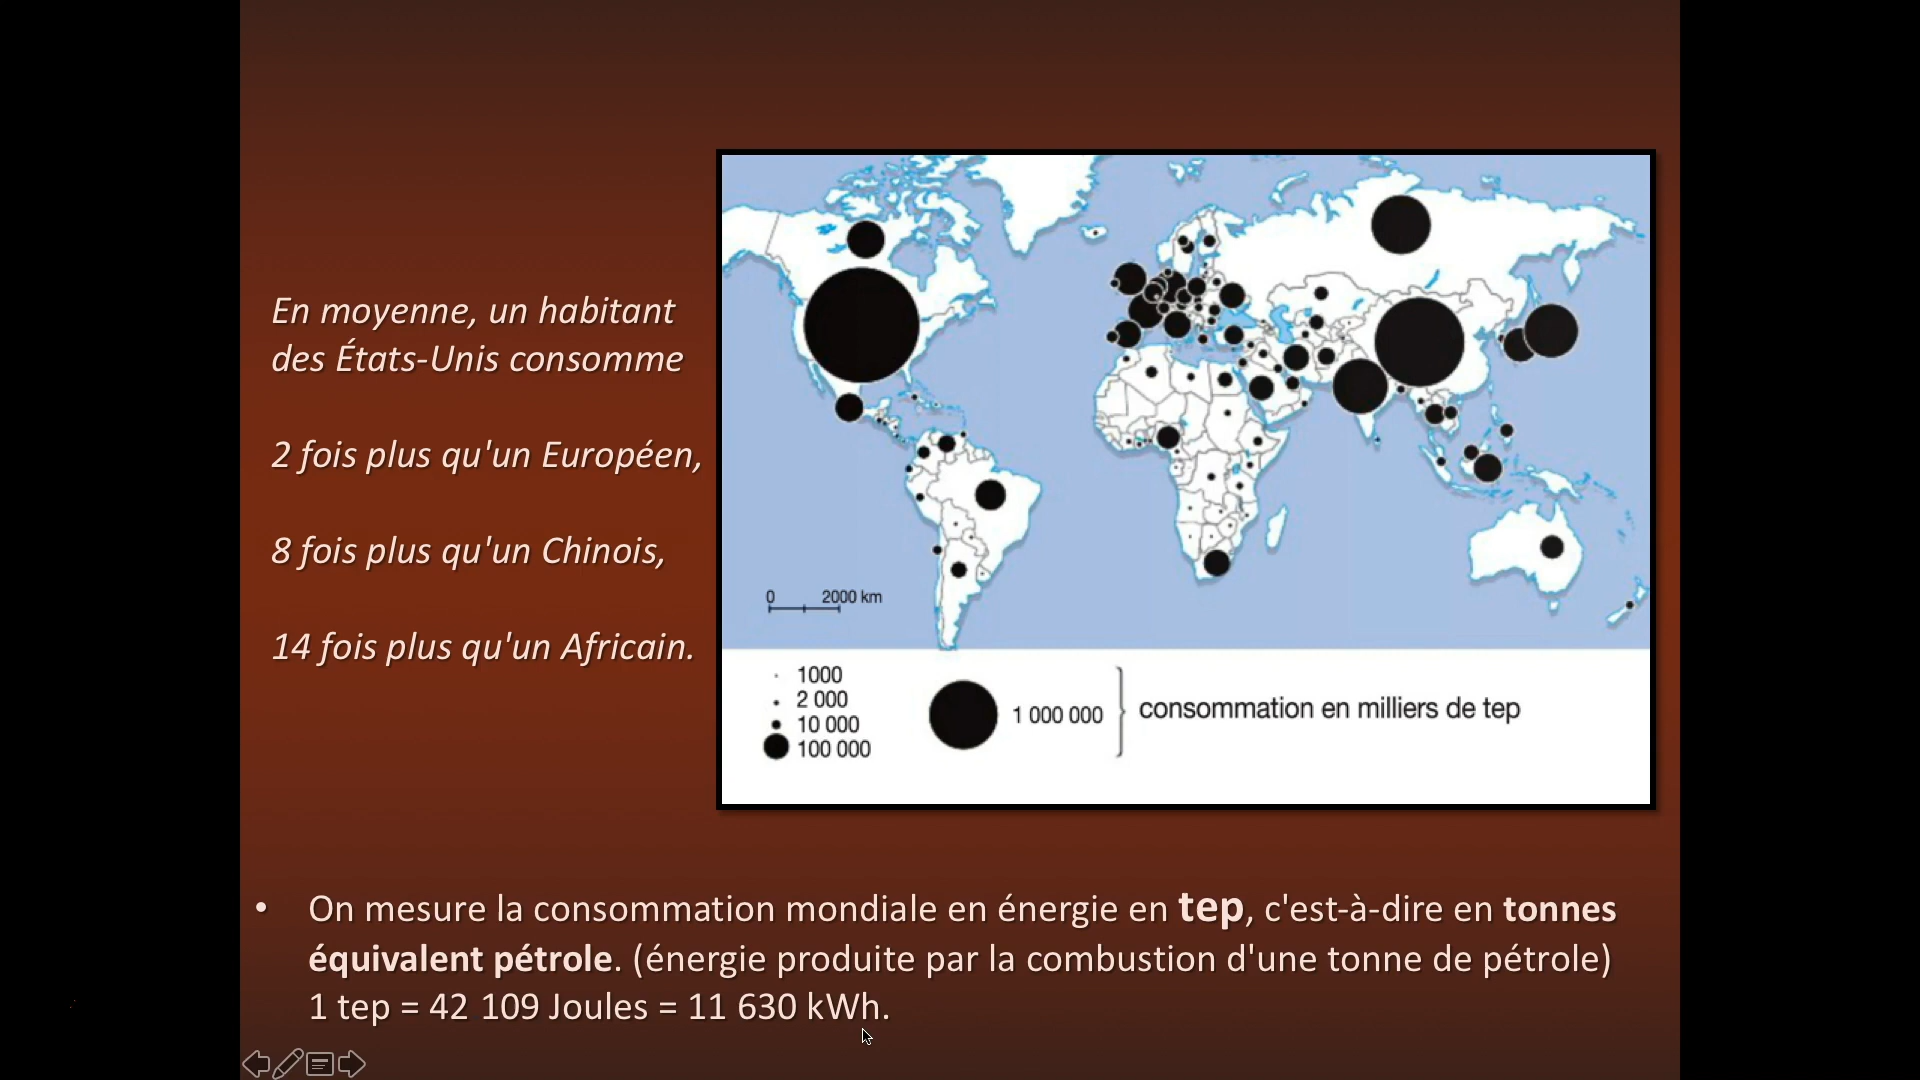 En moyenne, un habitant
des États-Unis consomme
2 fois plus qu'un Européen,
8 fois plus qu'un Chinois,
14 fois plus qu'un Africain.
0 2000 km
1000
2 000
10 000
100 000
1 000 000
consommation en milliers de tep
• On mesure la consommation mondiale en énergie en tep, c'est-à-dire en tonnes
équivalent pétrole. (énergie produite par la combustion d'une tonne de pétrole)
1 tep = 42 109 Joules = 11 630 kWh.